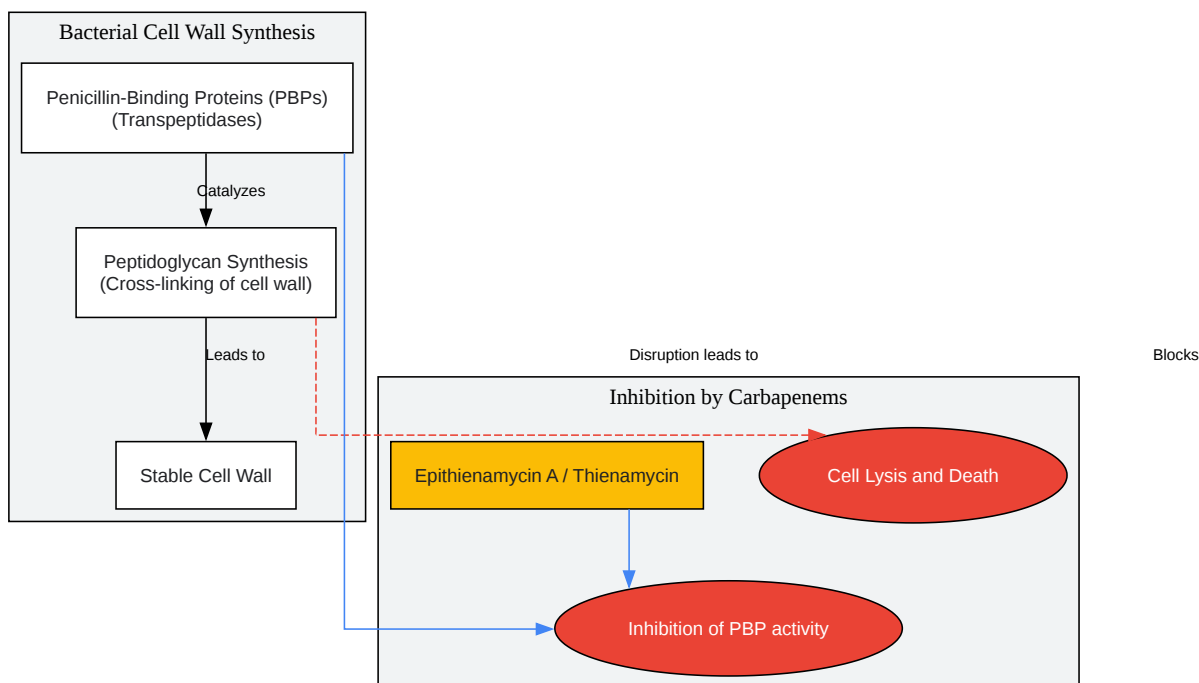 Bacterial Cell Wall Synthesis
Penicillin-Binding Proteins (PBPs)
(Transpeptidases)
Catalyzes
Peptidoglycan Synthesis
(Cross-linking of cell wall)
Leads to
Disruption leads to
Blocks
Inhibition by Carbapenems
Stable Cell Wall
Epithienamycin A / Thienamycin
Cell Lysis and Death
Inhibition of PBP activity